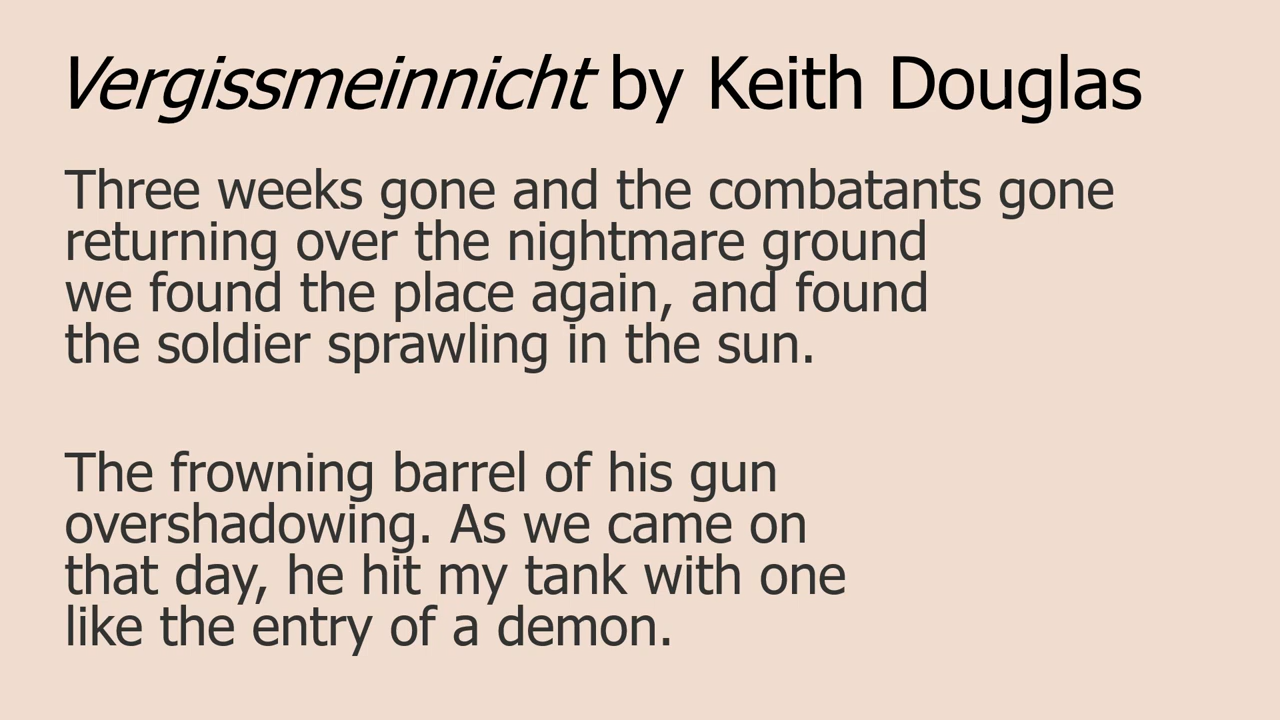 Vergissmeinnicht by Keith Douglas
Three weeks gone and the combatants gone
returning over the nightmare ground
we found the place again, and found
the soldier sprawling in the sun.
The frowning barrel of his gun
overshadowing. As we came on
that day, he hit my tank with one
like the entry of a demon.